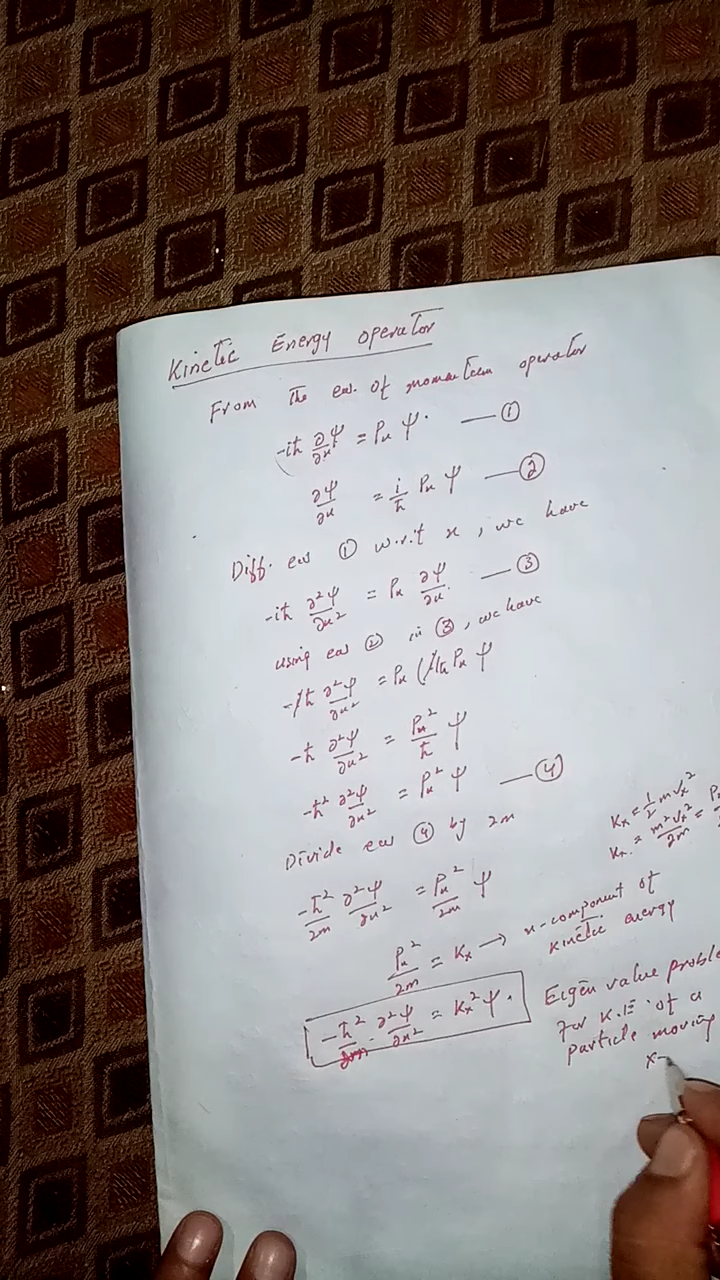 Kinetic Energy operator
From The eq. of momentum operator
-iħ ∂ψ/∂x = Px ψ. —①
∂ψ/∂x = i/ħ Px ψ —②
Diff. eq ① w.r.t x, we have
-iħ ∂²ψ/∂x² = Px ∂ψ/∂x. —③
using eq ② in ③, we have
-iħ ∂²ψ/∂x² = Px (i/ħ Px ψ
-ħ ∂²ψ/∂x² = Px²/ħ ψ
-ħ² ∂²ψ/∂x² = Px² ψ —④
Kx = 1/2 mVx²
Kx = m²Vx²/2m = P
Divide eq ④ by 2m
-ħ²/2m ∂²ψ/∂x² = Px²/2m ψ
Px²/2m = Kx → x-component of
kinetic energy
-ħ²/2m ∂²ψ/∂x² = Kx² ψ.
Eigen value proble
For K.E of a
particle moving
x-